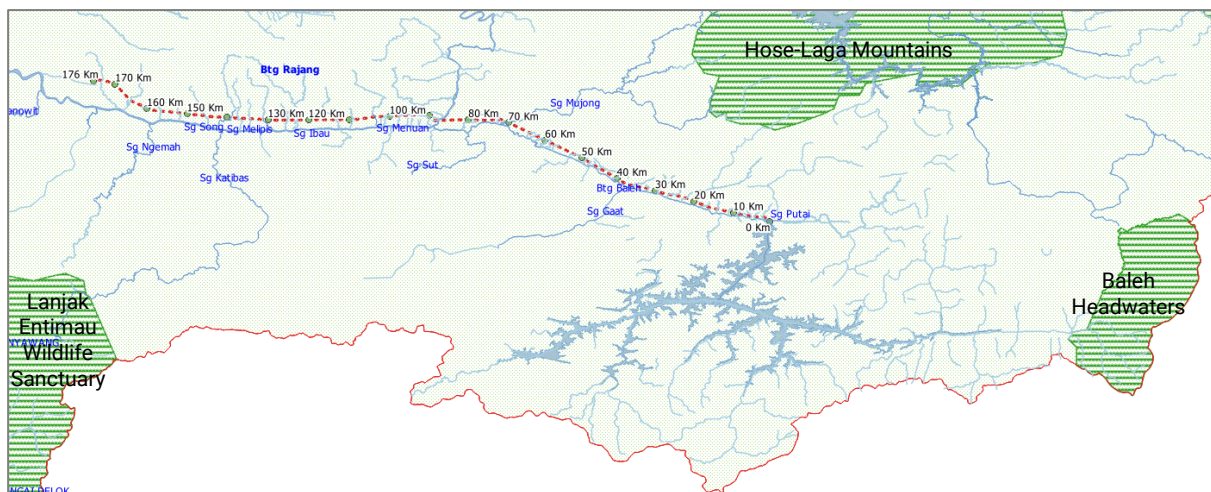 Hose-Laga Mountains
Btg Rajang
176 Km
170 Km
160 Km
150 Km
130 Km
120 Km
100 Km
80 Km
70 Km
60 Km
50 Km
40 Km
30 Km
20 Km
10 Km
0 Km
Sg Mujong
Sg Song
Sg Melipis
Sg Ibau
Sg Menuan
Sg Ngemah
Sg Katibas
Sg Sut
Btg Baleh
Sg Gaat
Sg Putai
Baleh
Headwaters
Lanjak
Entimau
Wildlife
Sanctuary